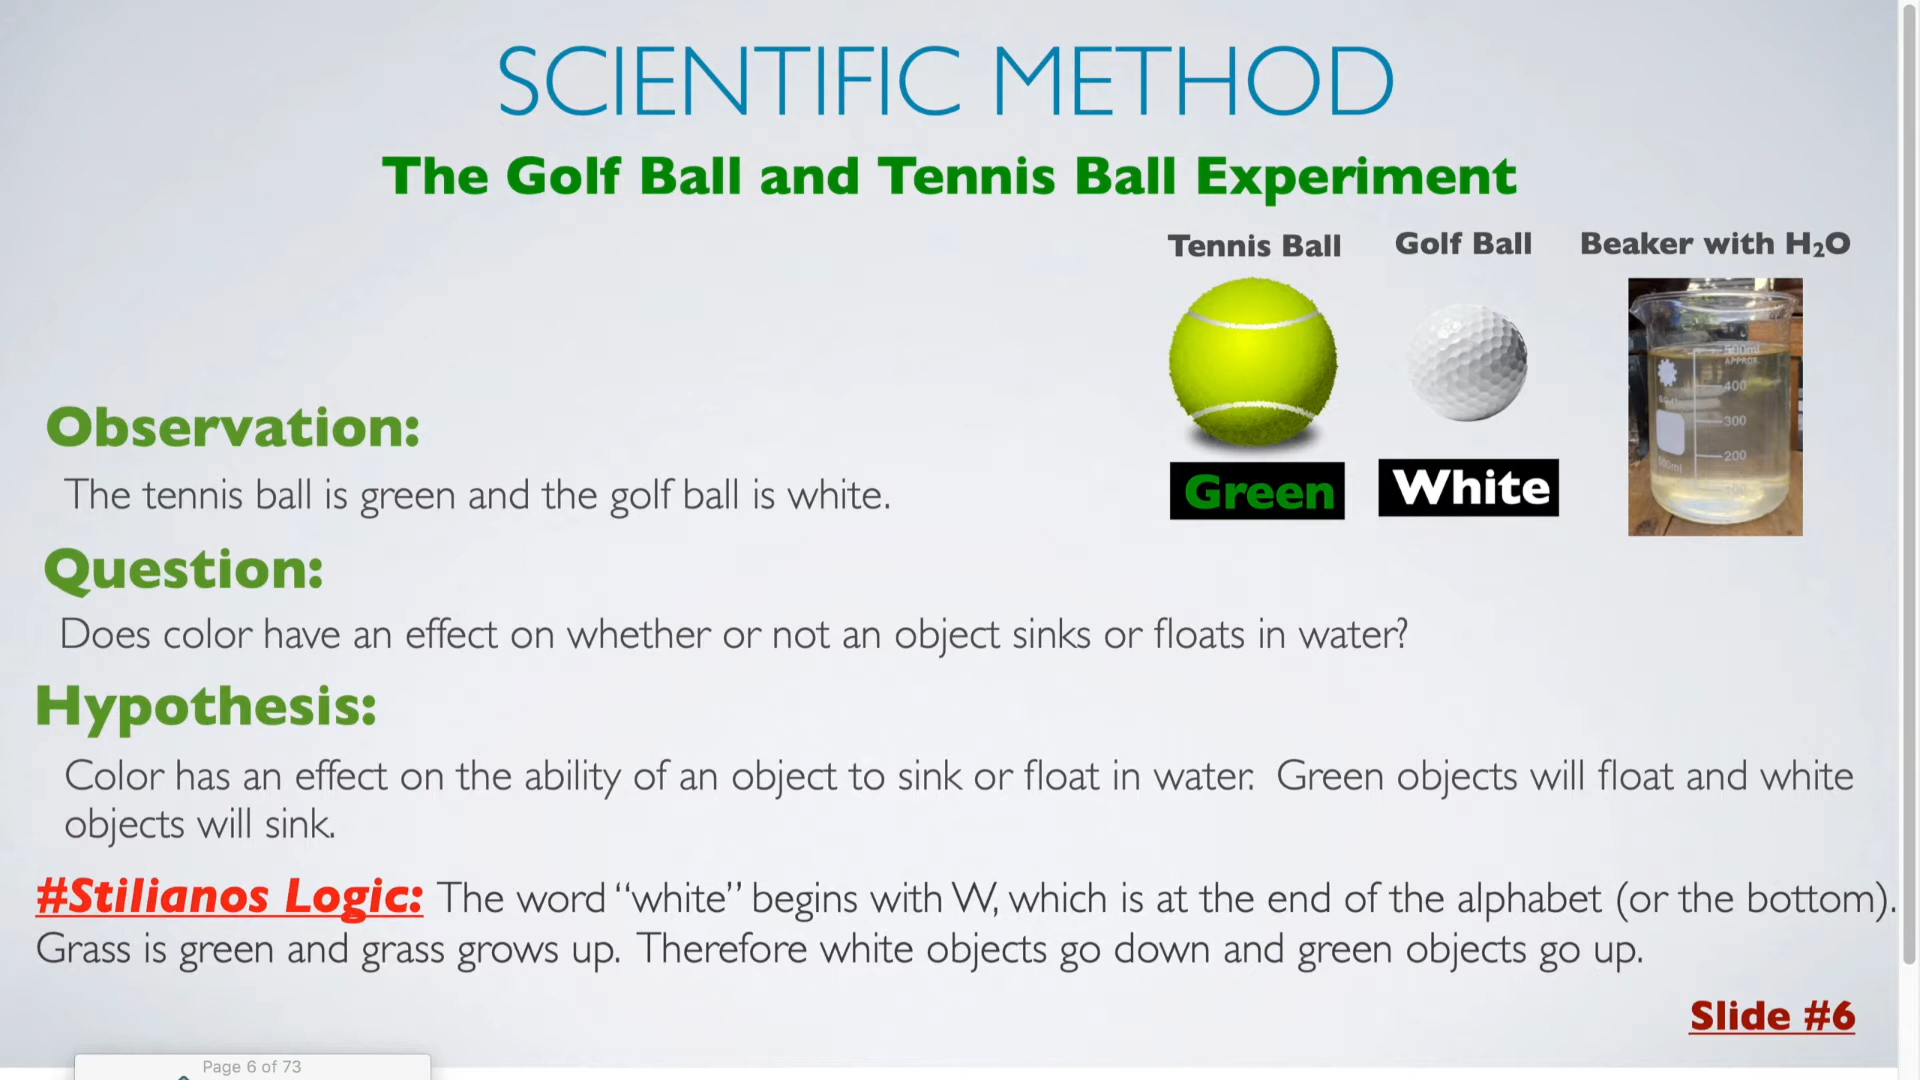 SCIENTIFIC METHOD
The Golf Ball and Tennis Ball Experiment
Tennis Ball
Golf Ball
Beaker with H₂O
500ml
APPROX.
400
300
200
Green
White
Observation:
The tennis ball is green and the golf ball is white.
Question:
Does color have an effect on whether or not an object sinks or floats in water?
Hypothesis:
Color has an effect on the ability of an object to sink or float in water. Green objects will float and white
objects will sink.
#Stilianos Logic: The word “white” begins with W, which is at the end of the alphabet (or the bottom).
Grass is green and grass grows up. Therefore white objects go down and green objects go up.
Slide #6
Page 6 of 73